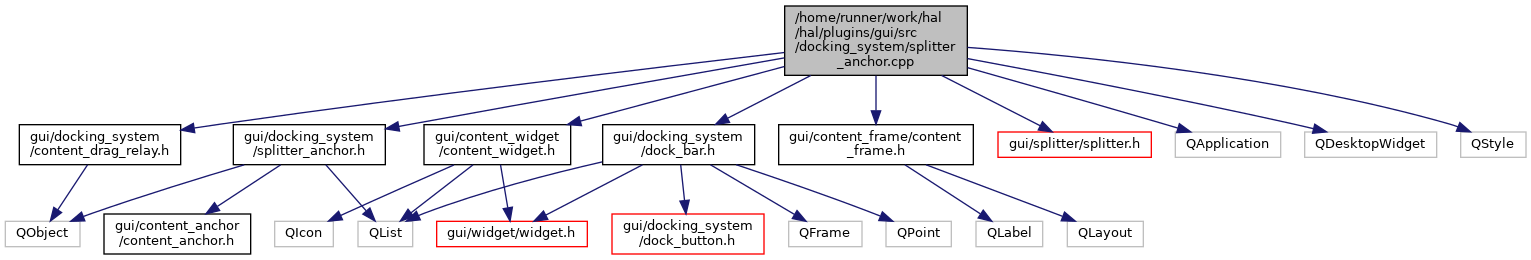 /home/runner/work/hal
/hal/plugins/gui/src
/docking_system/splitter
_anchor.cpp
gui/docking_system
/content_drag_relay.h
gui/docking_system
/splitter_anchor.h
gui/content_widget
/content_widget.h
gui/docking_system
/dock_bar.h
gui/content_frame/content
_frame.h
gui/splitter/splitter.h
QApplication
QDesktopWidget
QStyle
QObject
gui/content_anchor
/content_anchor.h
QIcon
QList
gui/widget/widget.h
gui/docking_system
/dock_button.h
QFrame
QPoint
QLabel
QLayout